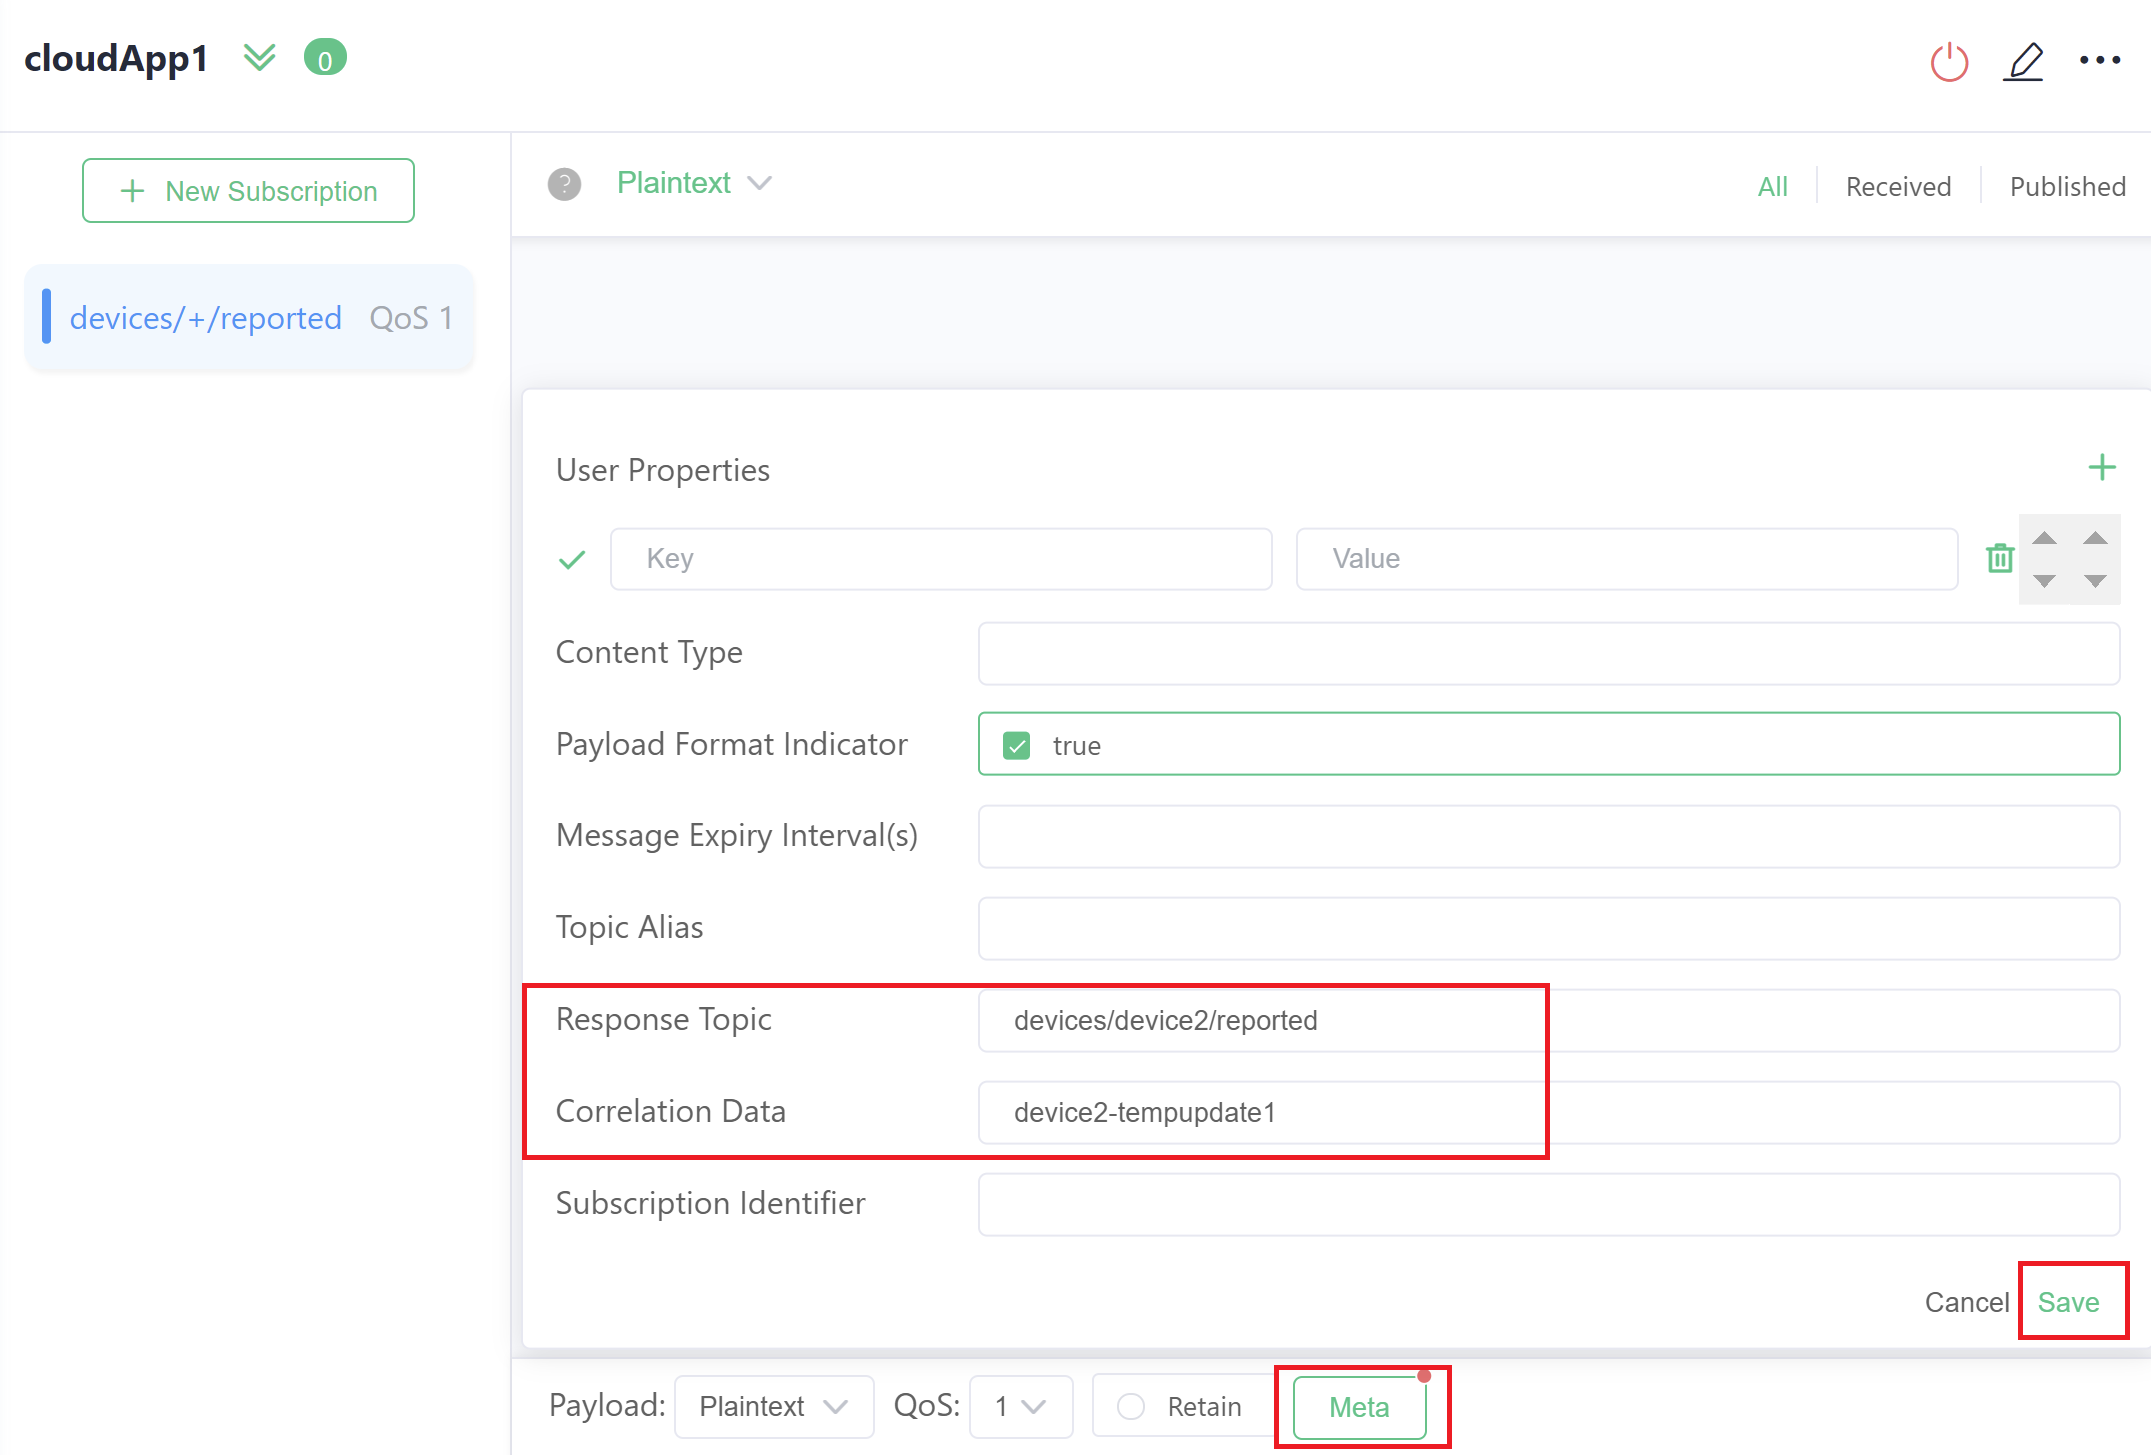 cloudApp1 0
+ New Subscription
devices/+/reported QoS 1
? Plaintext All Received Published
User Properties +
Key Value
Content Type
Payload Format Indicator true
Message Expiry Interval(s)
Topic Alias
Response Topic devices/device2/reported
Correlation Data device2-tempupdate1
Subscription Identifier
Cancel Save
Payload: Plaintext QoS: 1 Retain Meta